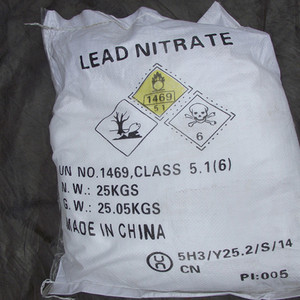 LEAD NITRATE
1469
5.1
6
UN NO.1469,CLASS 5.1(6)
N. W.: 25KGS
G. W.: 25.05KGS
MADE IN CHINA
un 5H3/Y25.2/S/14
CN PI:005